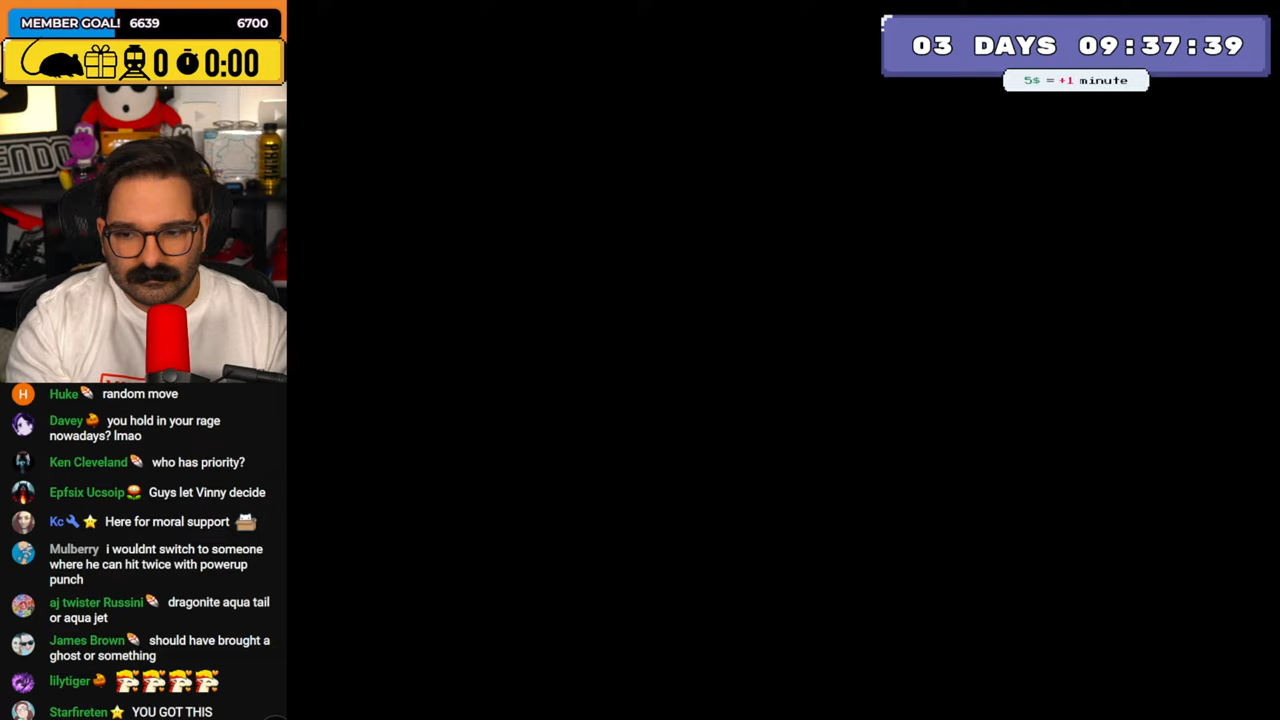 MEMBER GOAL! 6639 6700
0 0:00
03 DAYS 09:37:39
5$ = +1 minute
ENDO
Huke random move
Davey you hold in your rage
nowadays? lmao
Ken Cleveland who has priority?
Epfsix Ucsoip Guys let Vinny decide
Kc Here for moral support
Mulberry i wouldnt switch to someone
where he can hit twice with powerup
punch
aj twister Russini dragonite aqua tail
or aqua jet
James Brown should have brought a
ghost or something
lilytiger
Starfireten YOU GOT THIS